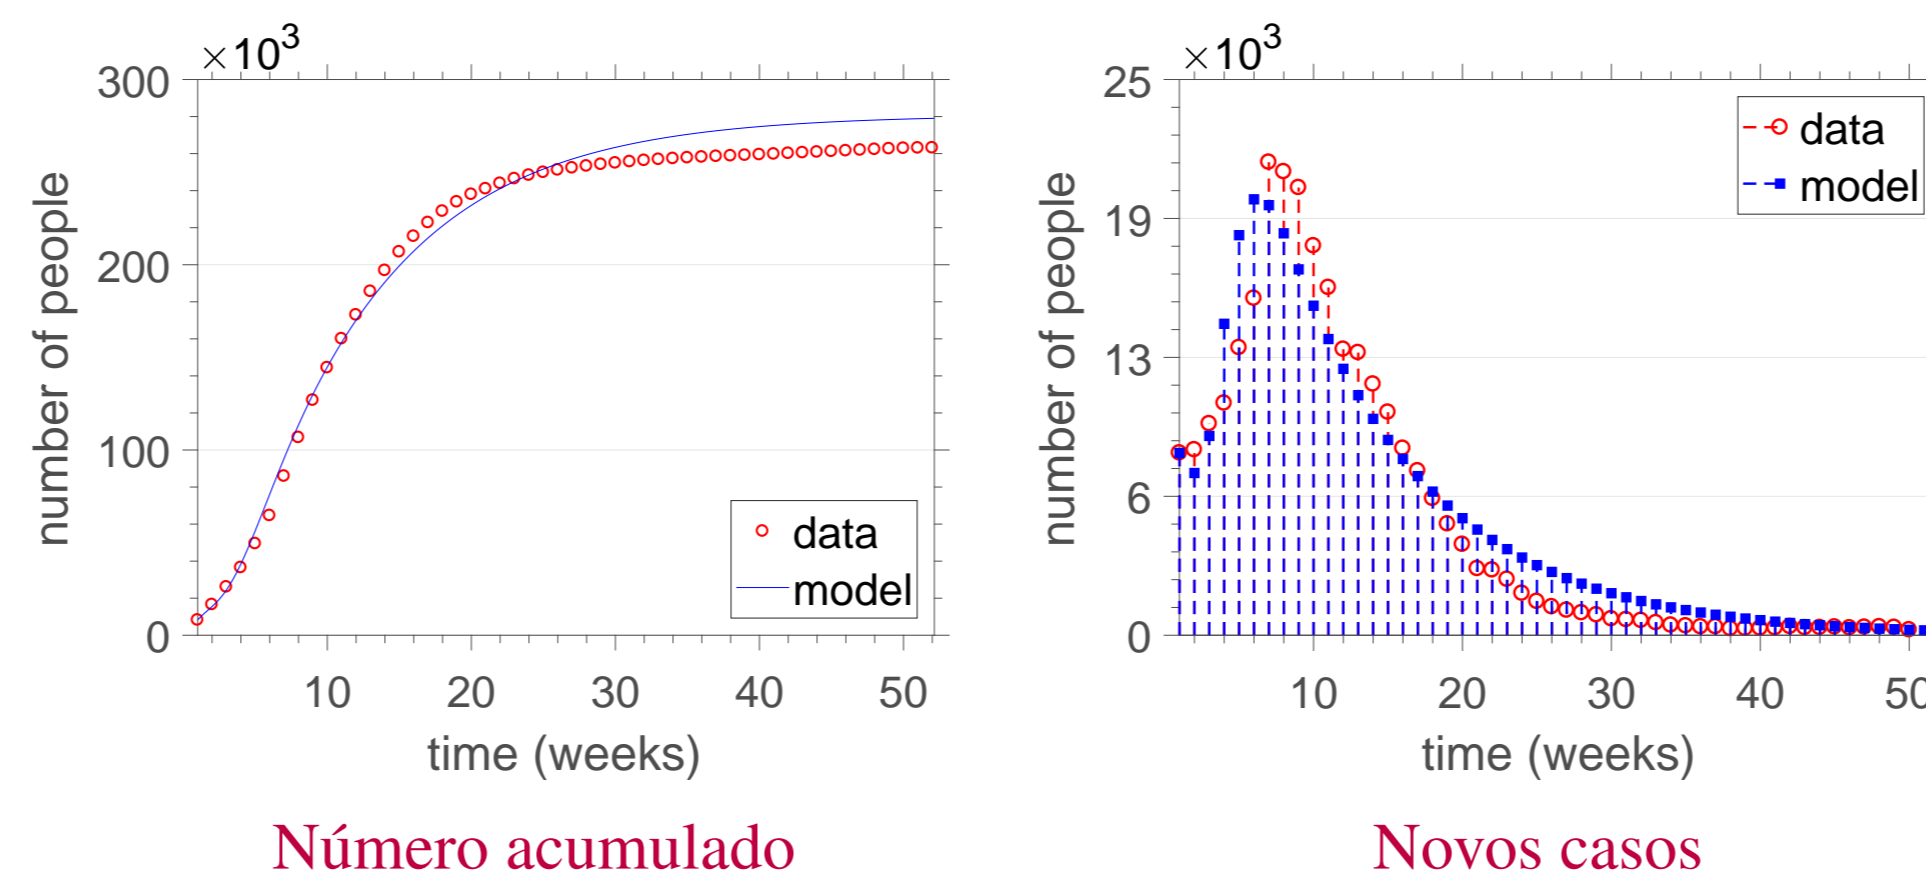 ×10³
300
200
100
0
number of people
10 20 30 40 50
time (weeks)
data
model
Número acumulado
×10³
25
19
13
6
0
number of people
10 20 30 40 50
time (weeks)
data
model
Novos casos